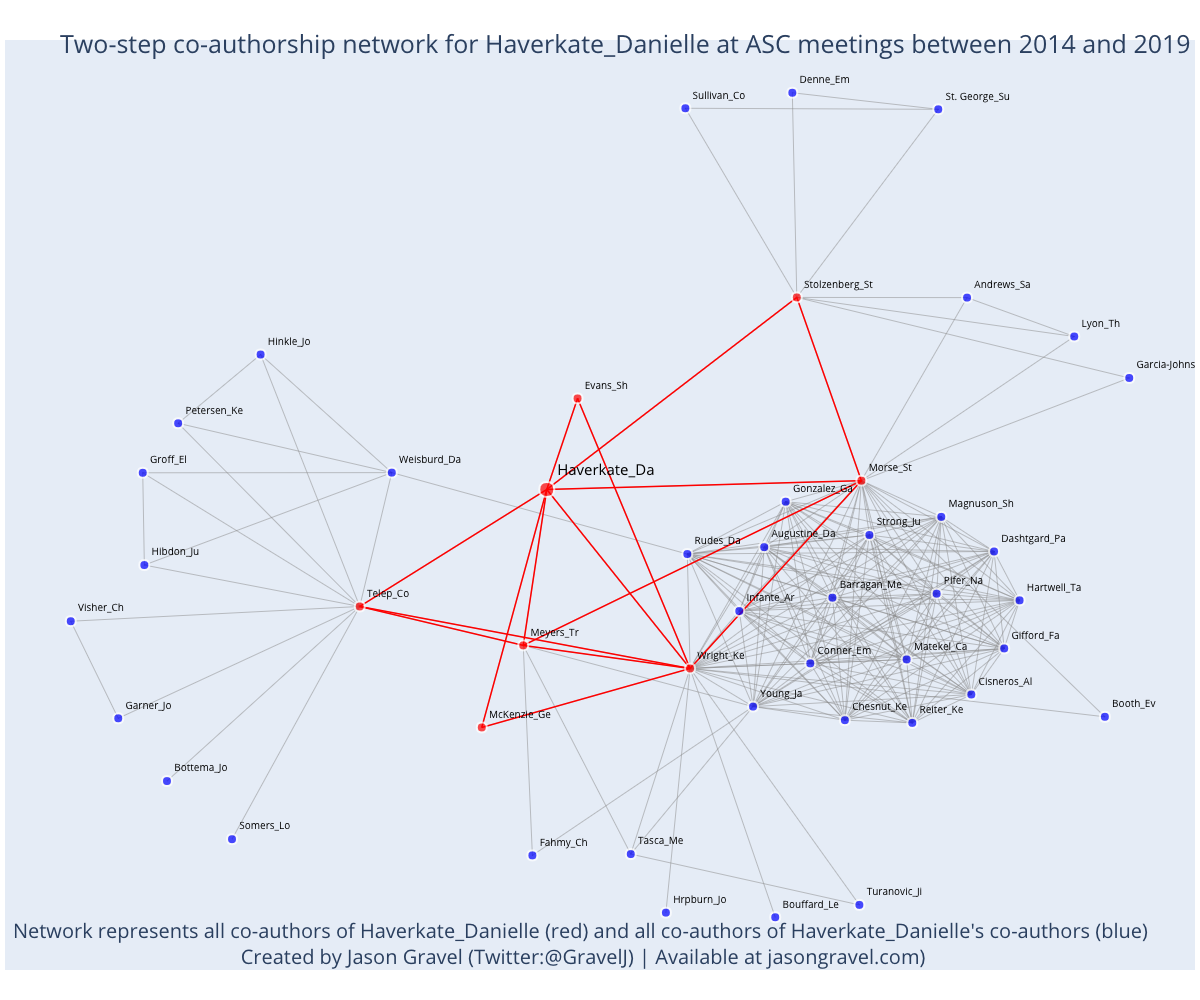 Two-step co-authorship network for Haverkate_Danielle at ASC meetings between 2014 and 2019
Denne_Em
Sullivan_Co
St. George_Su
Stolzenberg_St
Andrews_Sa
Lyon_Th
Hinkle_Jo
Garcia-Johns
Evans_Sh
Petersen_Ke
Groff_El
Weisburd_Da
Haverkate_Da
Morse_St
Gonzalez_Ga
Magnuson_Sh
Strong_Ju
Augustine_Da
Rudes_Da
Dashtgard_Pa
Hibdon_Ju
Barragan_Me
Pifer_Na
Hartwell_Ta
Telep_Co
Infante_Ar
Visher_Ch
Meyers_Tr
Gifford_Fa
Wright_Ke
Conner_Em
Matekel_Ca
Cisneros_Al
Young_Ja
Garner_Jo
McKenzie_Ge
Chesnut_Ke
Reiter_Ke
Booth_Ev
Bottema_Jo
Somers_Lo
Fahmy_Ch
Tasca_Me
Turanovic_Ji
Hrpburn_Jo
Bouffard_Le
Network represents all co-authors of Haverkate_Danielle (red) and all co-authors of Haverkate_Danielle's co-authors (blue)
Created by Jason Gravel (Twitter:@GravelJ) | Available at jasongravel.com)